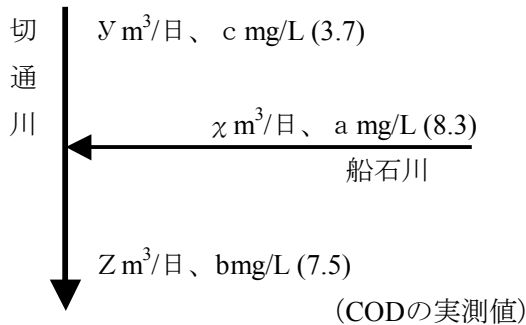 切通川
У m³/日、 c mg/L (3.7)
χ m³/日、 a mg/L (8.3)
船石川
Z m³/日、bmg/L (7.5)
(CODの実測値)